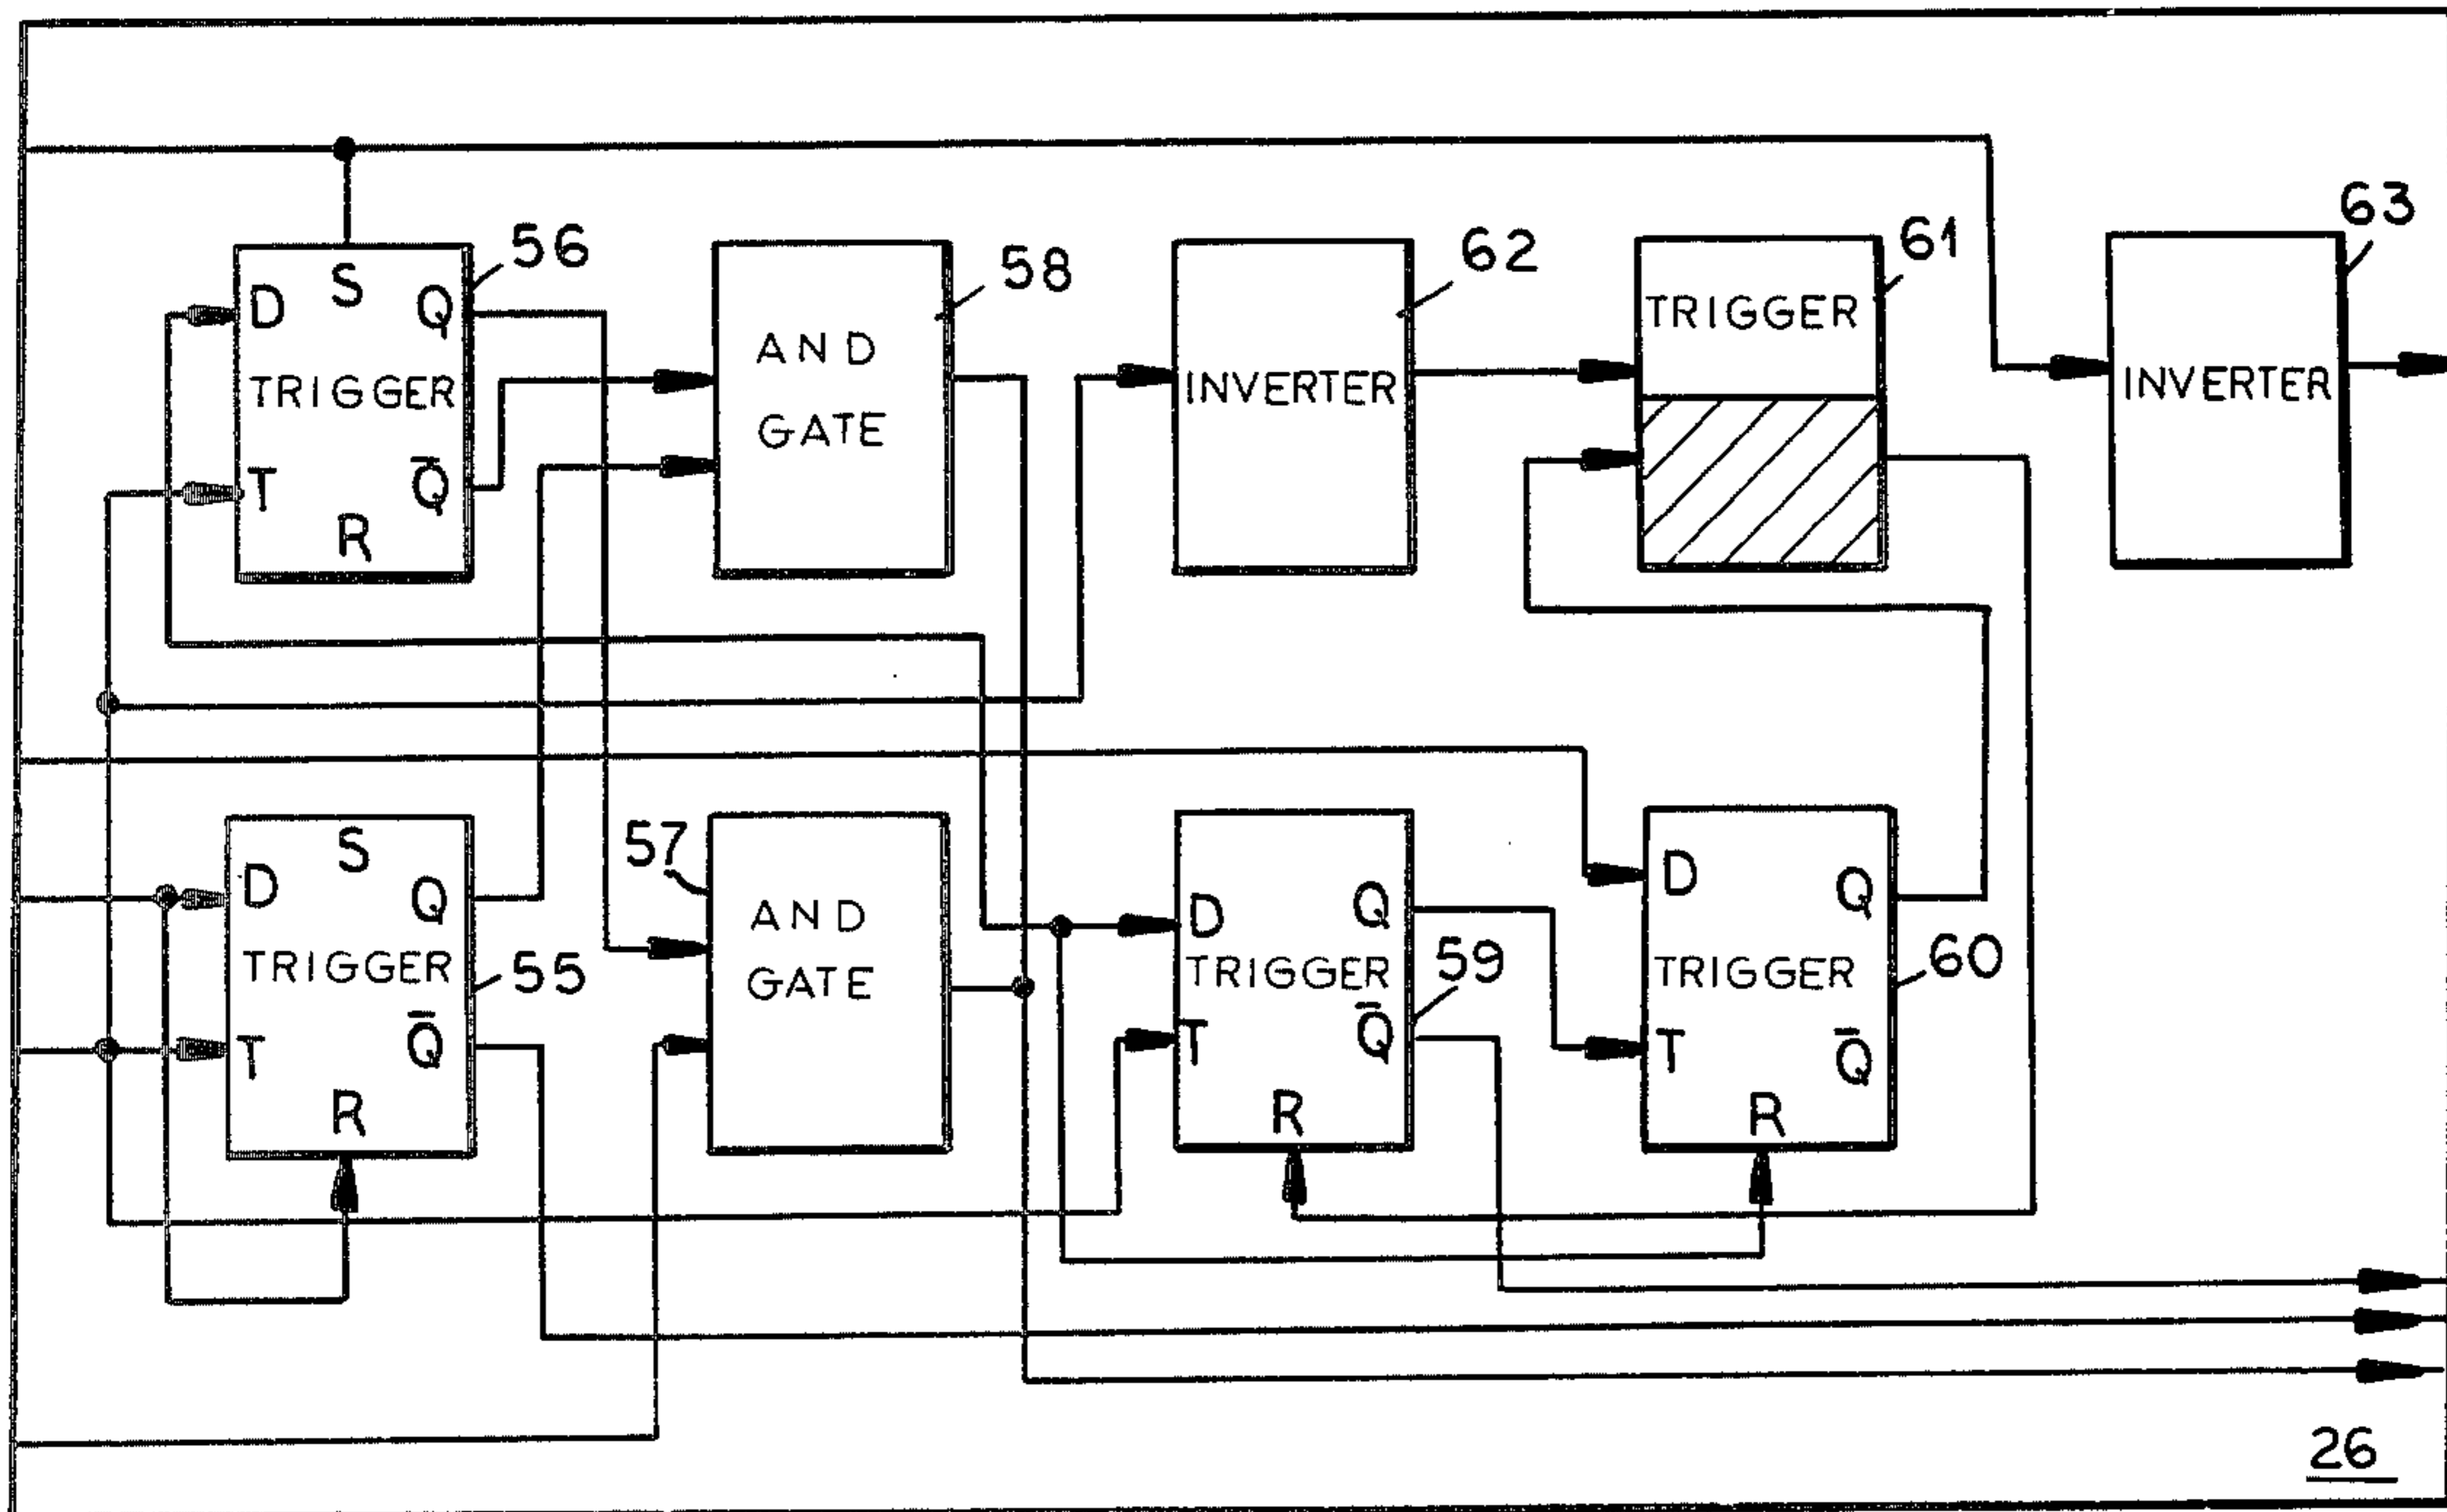 56
S
D
Q
TRIGGER
T
Q̄
R
58
AND
GATE
62
INVERTER
61
TRIGGER
63
INVERTER
55
S
D
Q
TRIGGER
T
Q̄
R
57
AND
GATE
59
D
Q
TRIGGER
T
Q̄
R
60
D
Q
TRIGGER
T
Q̄
R
26